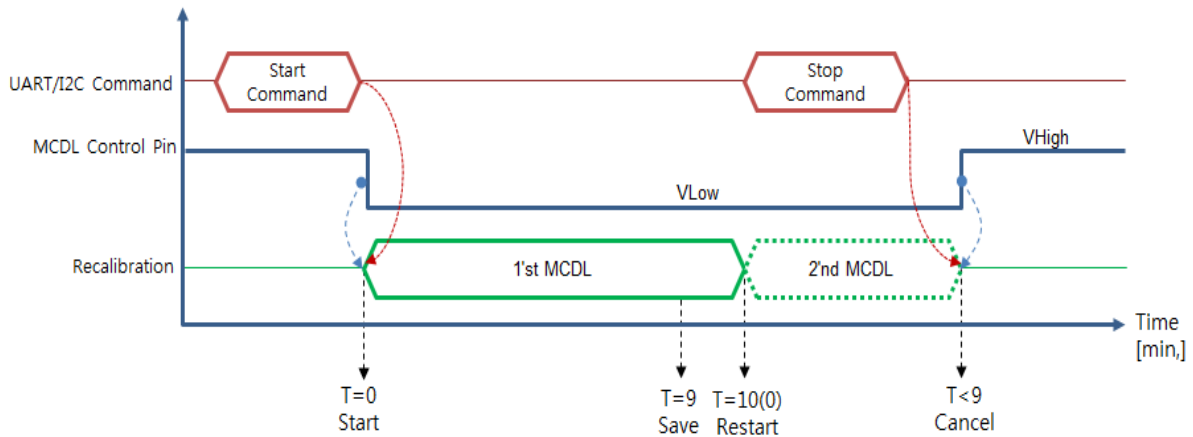 Start
Command
Stop
Command
UART/I2C Command
MCDL Control Pin
VHigh
VLow
Recalibration
1'st MCDL
2'nd MCDL
Time
[min,]
T=0
Start
T=9
Save
T=10(0)
Restart
T<9
Cancel